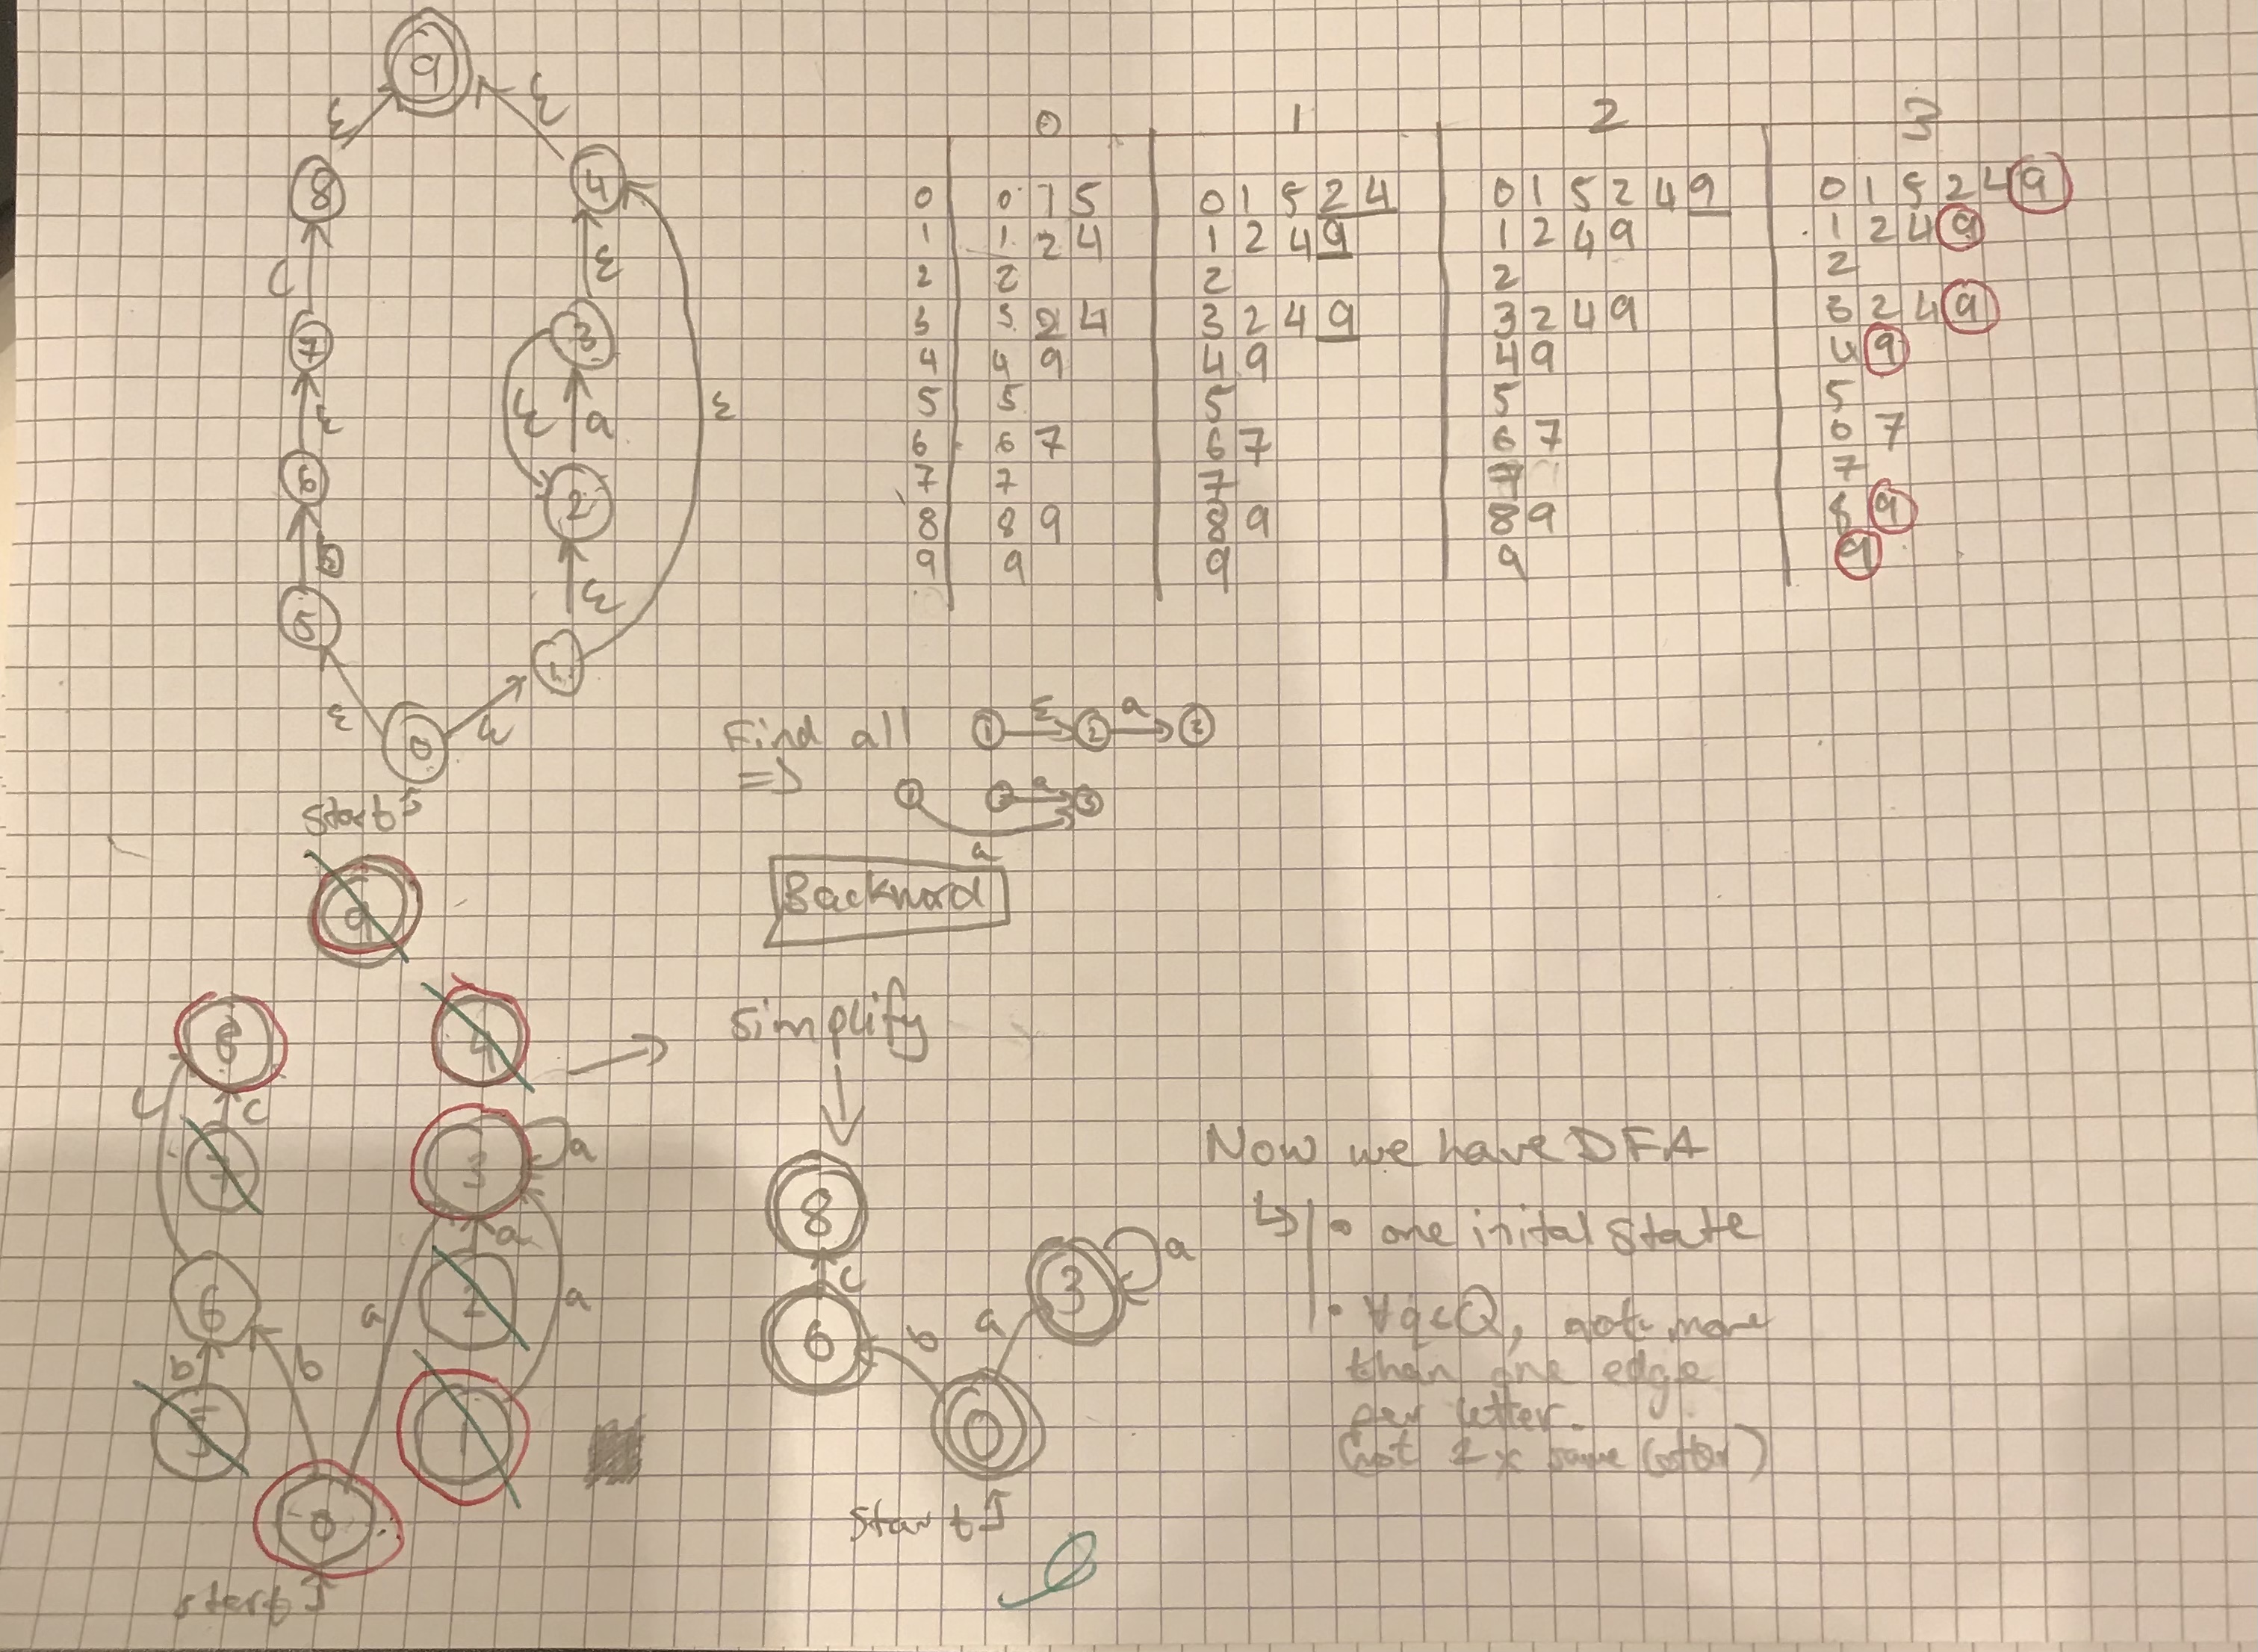 9
ε ε
8 4
C ε
7 3
ε ε a ε
6 2
b ε
5 1
ε ε
0
start
0 1 2 3
0 0 1 5 0 1 5 2 4 0 1 5 2 4 9 0 1 5 2 4 9
1 1 2 4 1 2 4 9 1 2 4 9 1 2 4 9
2 2 2 2 2
3 3 2 4 3 2 4 9 3 2 4 9 3 2 4 9
4 4 9 4 9 4 9 4 9
5 5 5 5 5
6 6 7 6 7 6 7 6 7
7 7 7 7 7
8 8 9 8 9 8 9 8 9
9 9 9 9 9
Find all 1 ε 2 a
=> a
a
Backward
9
8 4
C c
7 3 a
a
6 2 a a
b b
5 1
0
start
simplify
8
c
6 b a 3 a
0
start
Now we have DFA
• one inital state
• ∀q∈Q, not more
than one edge
per letter.
(not 2x same letter)